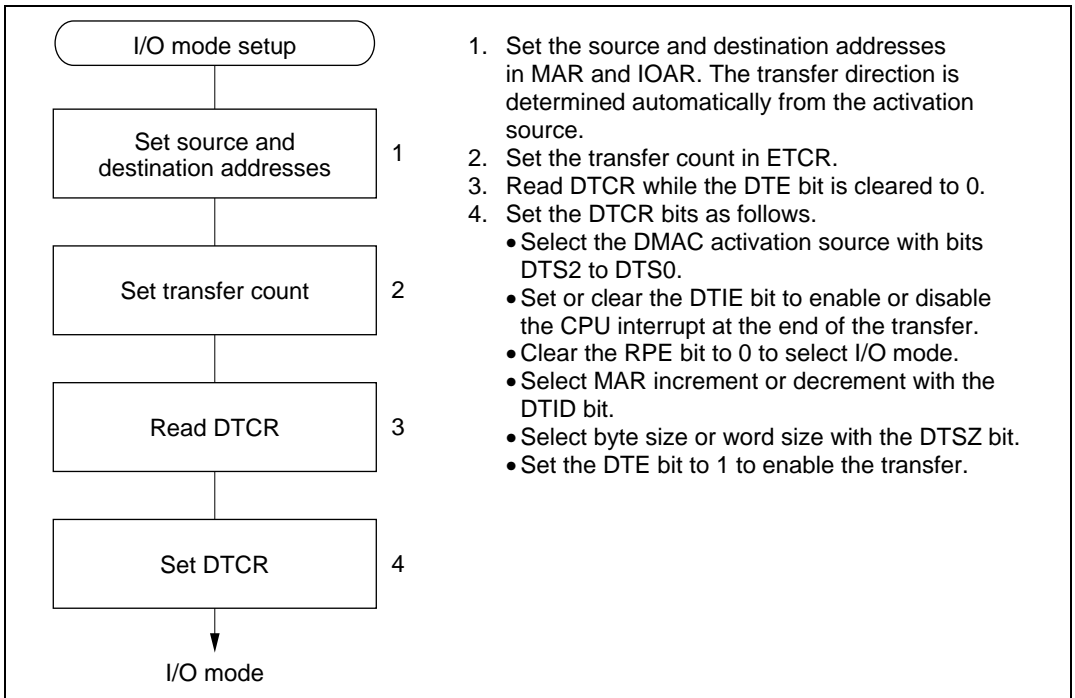 I/O mode setup
Set source and
destination addresses
1
Set transfer count
2
Read DTCR
3
Set DTCR
4
I/O mode
1. Set the source and destination addresses
in MAR and IOAR. The transfer direction is
determined automatically from the activation
source.
2. Set the transfer count in ETCR.
3. Read DTCR while the DTE bit is cleared to 0.
4. Set the DTCR bits as follows.
• Select the DMAC activation source with bits
DTS2 to DTS0.
• Set or clear the DTIE bit to enable or disable
the CPU interrupt at the end of the transfer.
• Clear the RPE bit to 0 to select I/O mode.
• Select MAR increment or decrement with the
DTID bit.
• Select byte size or word size with the DTSZ bit.
• Set the DTE bit to 1 to enable the transfer.